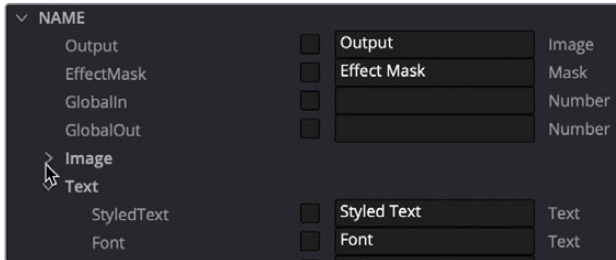 NAME
Output Output Image
EffectMask Effect Mask Mask
GlobalIn Number
GlobalOut Number
Image
Text
StyledText Styled Text Text
Font Font Text